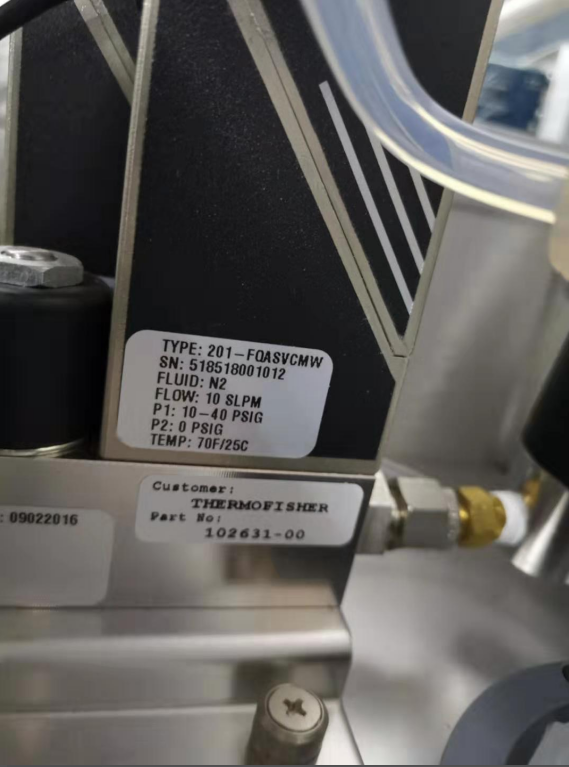 TYPE: 201-FQASVCMW
SN: 518518001012
FLUID: N2
FLOW: 10 SLPM
P1: 10-40 PSIG
P2: 0 PSIG
TEMP: 70F/25C
Customer:
THERMOFISHER
Part No:
102631-00
: 09022016